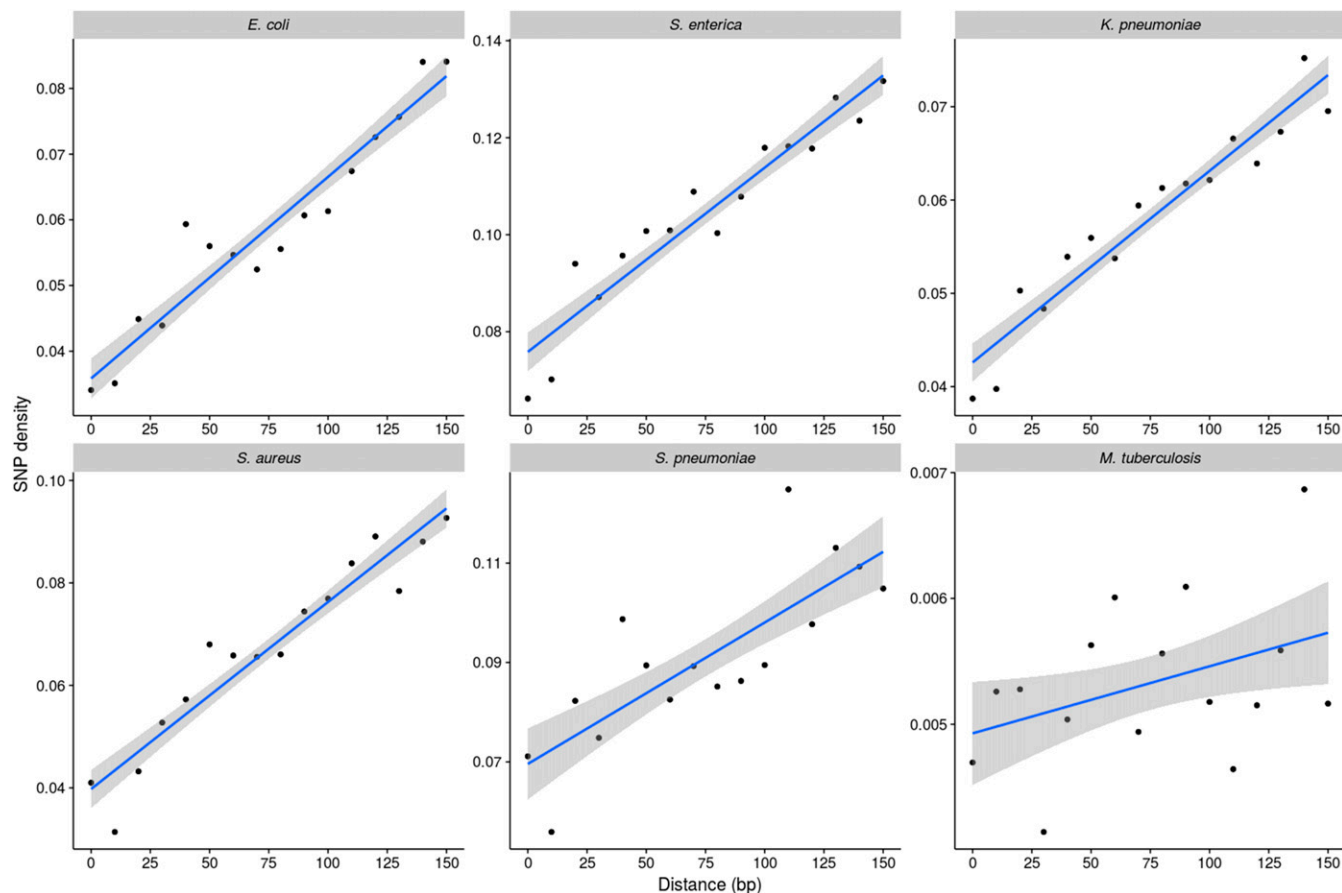 E. coli
S. enterica
K. pneumoniae
0.08
0.07
0.06
0.05
0.04
0.14
0.12
0.10
0.08
0.07
0.06
0.05
0.04
0 25 50 75 100 125 150
0 25 50 75 100 125 150
0 25 50 75 100 125 150
SNP density
S. aureus
S. pneumoniae
M. tuberculosis
0.10
0.08
0.06
0.04
0.11
0.09
0.07
0.007
0.006
0.005
0 25 50 75 100 125 150
0 25 50 75 100 125 150
0 25 50 75 100 125 150
Distance (bp)